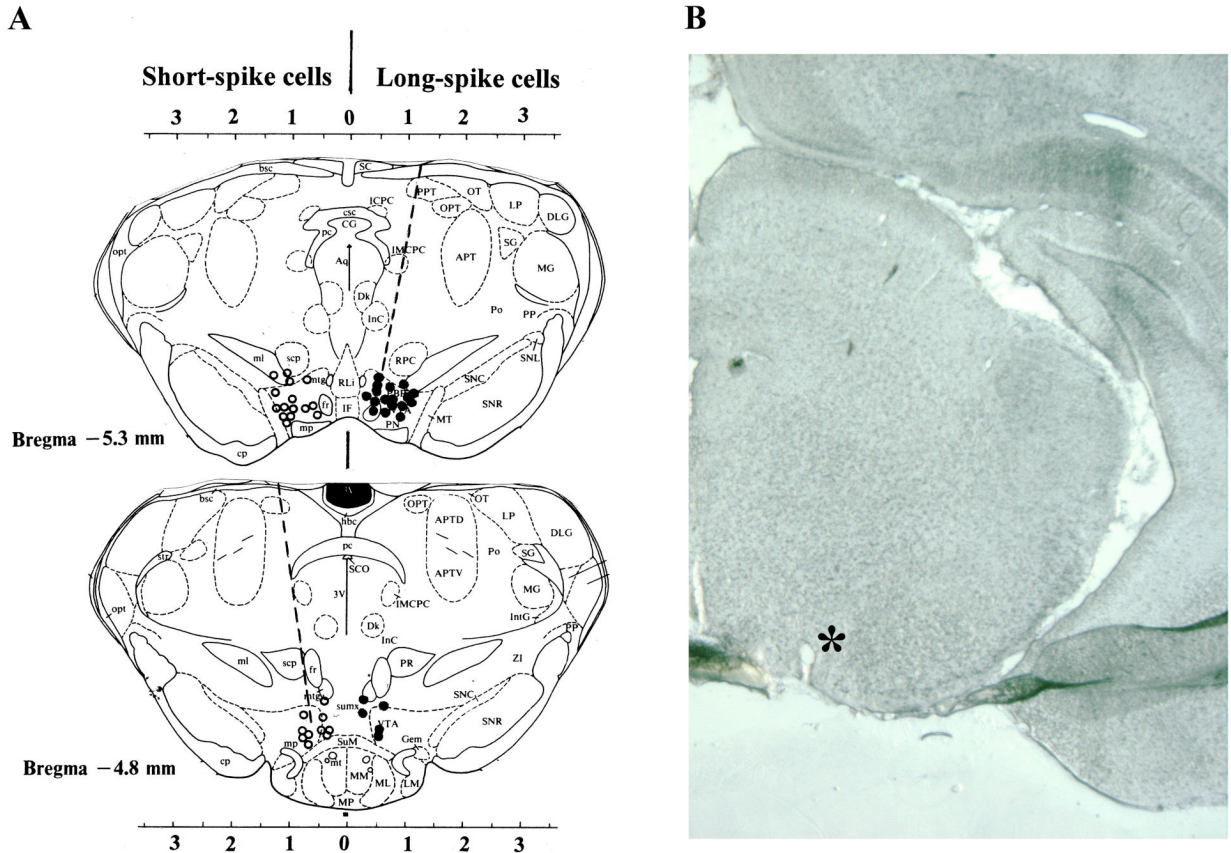 A
B
Short-spike cells
Long-spike cells
3 2 1 0 1 2 3
bsc SC PPT OT LP DLG
ICPC OPT
csc
CG
pc
opt IMCPC SG
Aq APT MG
Dk
InC Po PP
ml scp RPC SNL
mtg RLi SNC
fr IF SNR
MT
mp PN
Bregma −5.3 mm
cp
bsc OPT OT LP
hbc APTD DLG
pc Po
str SCO SG
APTV
3V MG
opt IMCPC IntG
Dk PP
InC
ml scp fr PR ZI
mtg SNC
sumx
VTA SNR
mp SuM Gem
Bregma −4.8 mm
cp mt
MM ML LM
MP
3 2 1 0 1 2 3
*